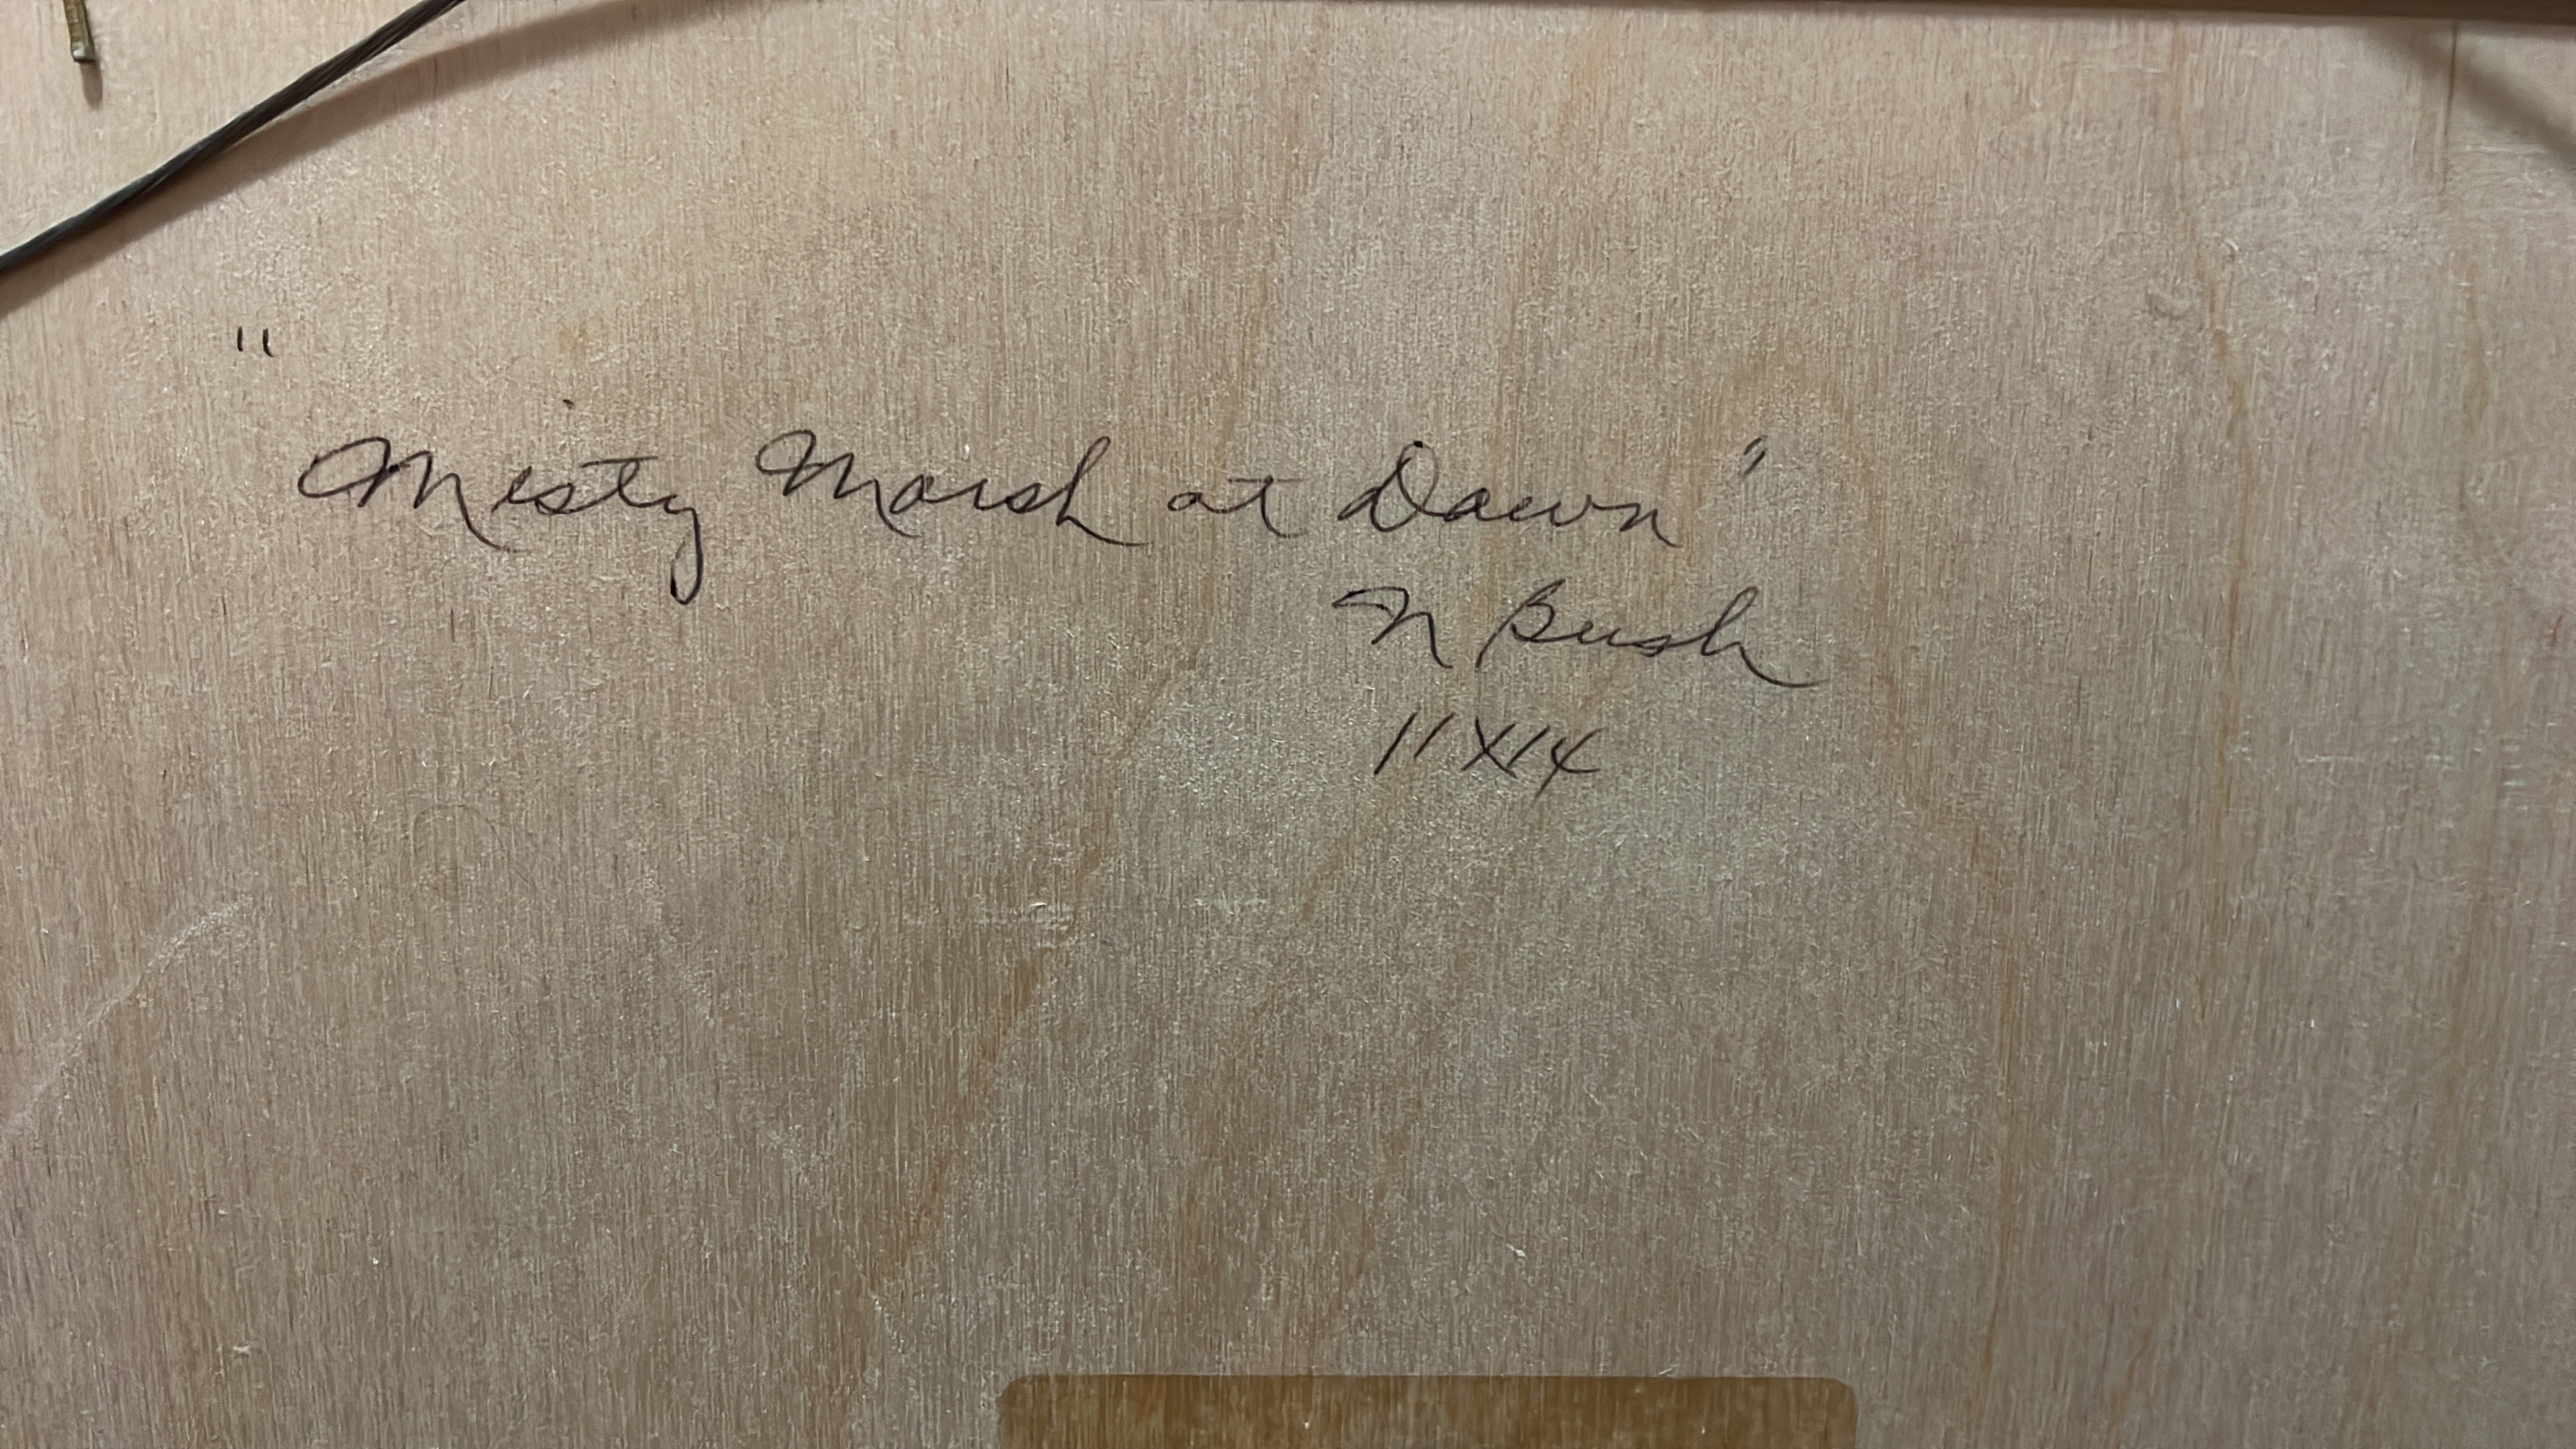 "Misty Marsh at Dawn"
N Bush
11X14